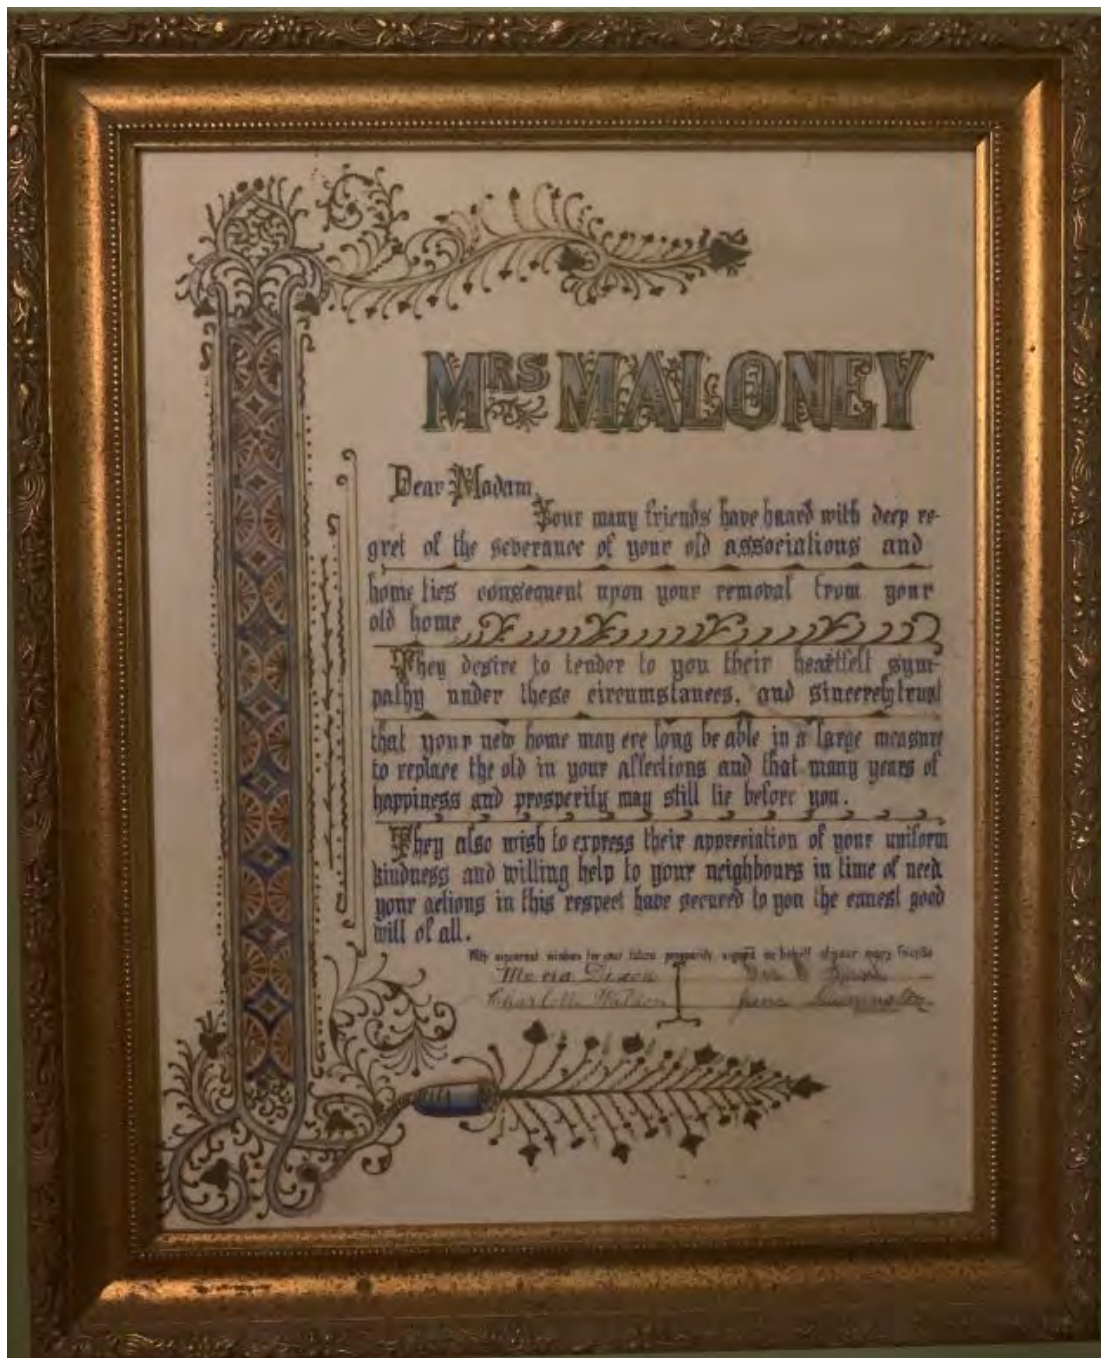 MRS MALONEY
Dear Madam,
Your many friends have heard with deep re-
gret of the severance of your old associations and
home ties consequent upon your removal from your
old home
They desire to tender to you their heartfelt sym-
pathy under these circumstances, and sincerely trust
that your new home may ere long be able in a large measure
to replace the old in your affections and that many years of
happiness and prosperity may still lie before you.
They also wish to express their appreciation of your uniform
kindness and willing help to your neighbours in time of need
your actions in this respect have secured to you the earnest good
will of all.
wishes for your future prosperity signed on behalf of your many friends
Maria Dixon
Charlotte
Jane